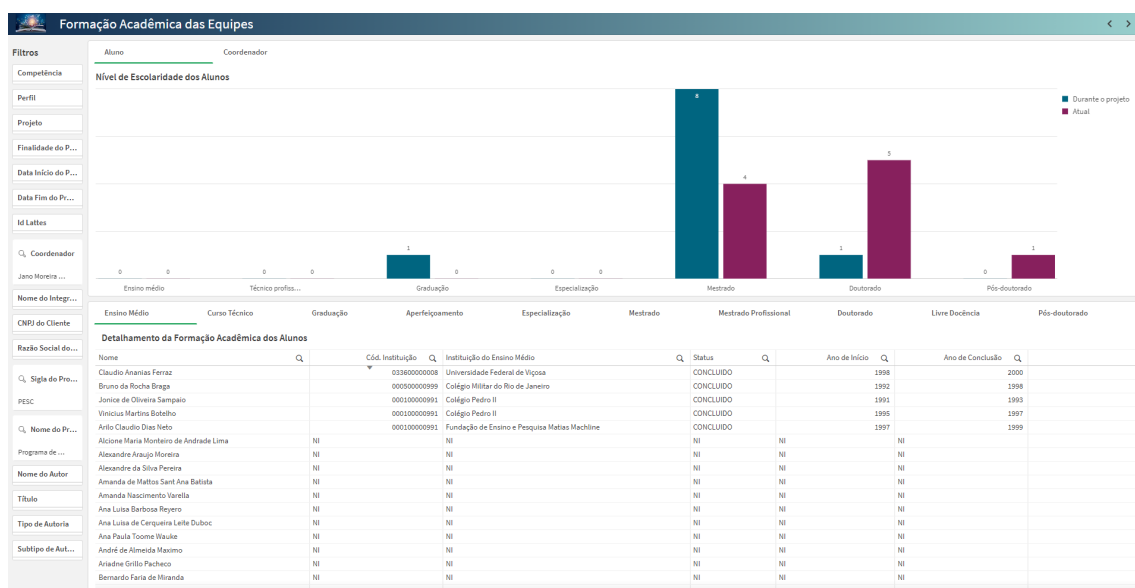 Formação Acadêmica das Equipes
Filtros
Competência
Perfil
Projeto
Finalidade do P...
Data Início do P...
Data Fim do Pr...
Id Lattes
Coordenador
Jano Moreira ...
Nome do Integr...
CNPJ do Cliente
Razão Social do...
Sigla do Pro...
PESC
Nome do Pr...
Programa de ...
Nome do Autor
Título
Tipo de Autoria
Subtipo de Aut...
Aluno Coordenador
Nível de Escolaridade dos Alunos
Durante o projeto
Atual
8
5
4
1 1 1
0 0 0 0 0 0 0 0
Ensino médio Técnico profiss... Graduação Especialização Mestrado Doutorado Pós-doutorado
Ensino Médio Curso Técnico Graduação Aperfeiçoamento Especialização Mestrado Mestrado Profissional Doutorado Livre Docência Pós-doutorado
Detalhamento da Formação Acadêmica dos Alunos
Nome Cód. Instituição Instituição do Ensino Médio Status Ano de Início Ano de Conclusão
Claudio Ananias Ferraz 033600000008 Universidade Federal de Viçosa CONCLUIDO 1998 2000
Bruno da Rocha Braga 000500000999 Colégio Militar do Rio de Janeiro CONCLUIDO 1992 1998
Jonice de Oliveira Sampaio 000100000991 Colégio Pedro II CONCLUIDO 1991 1993
Vinicius Martins Botelho 000100000991 Colégio Pedro II CONCLUIDO 1995 1997
Arilo Claudio Dias Neto 000100000991 Fundação de Ensino e Pesquisa Matias Machline CONCLUIDO 1997 1999
Alcione Maria Monteiro de Andrade Lima NI NI NI NI NI
Alexandre Araujo Moreira NI NI NI NI NI
Alexandre da Silva Pereira NI NI NI NI NI
Amanda de Mattos Sant Ana Batista NI NI NI NI NI
Amanda Nascimento Varella NI NI NI NI NI
Ana Luisa Barbosa Reyero NI NI NI NI NI
Ana Luisa de Cerqueira Leite Duboc NI NI NI NI NI
Ana Paula Toome Wauke NI NI NI NI NI
André de Almeida Maximo NI NI NI NI NI
Ariadne Grillo Pacheco NI NI NI NI NI
Bernardo Faria de Miranda NI NI NI NI NI